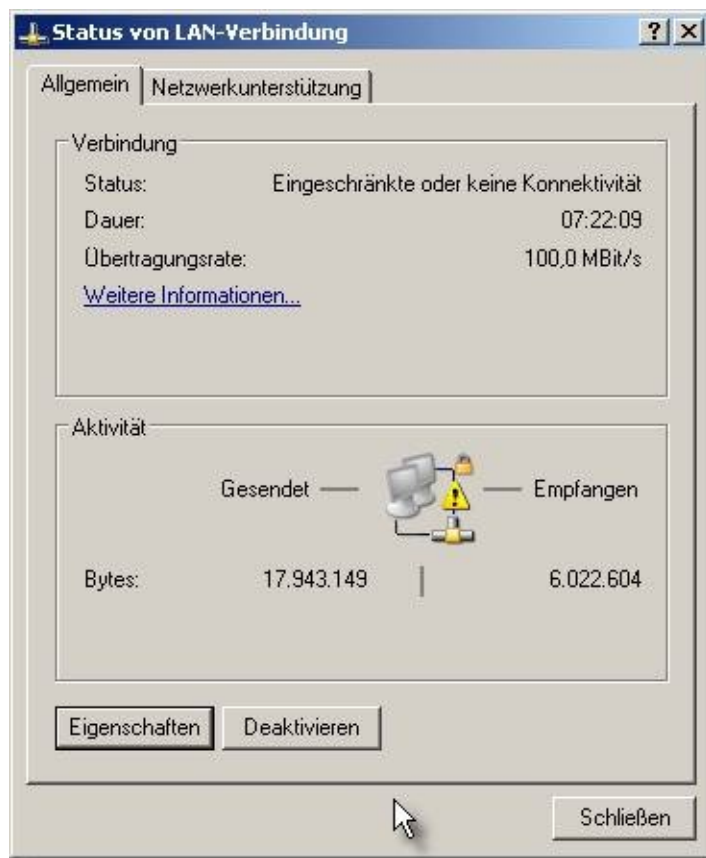 Status von LAN-Verbindung
Allgemein Netzwerkunterstützung
Verbindung
Status: Eingeschränkte oder keine Konnektivität
Dauer: 07:22:09
Übertragungsrate: 100,0 MBit/s
Weitere Informationen...
Aktivität
Gesendet Empfangen
Bytes: 17.943.149 6.022.604
Eigenschaften Deaktivieren
Schließen